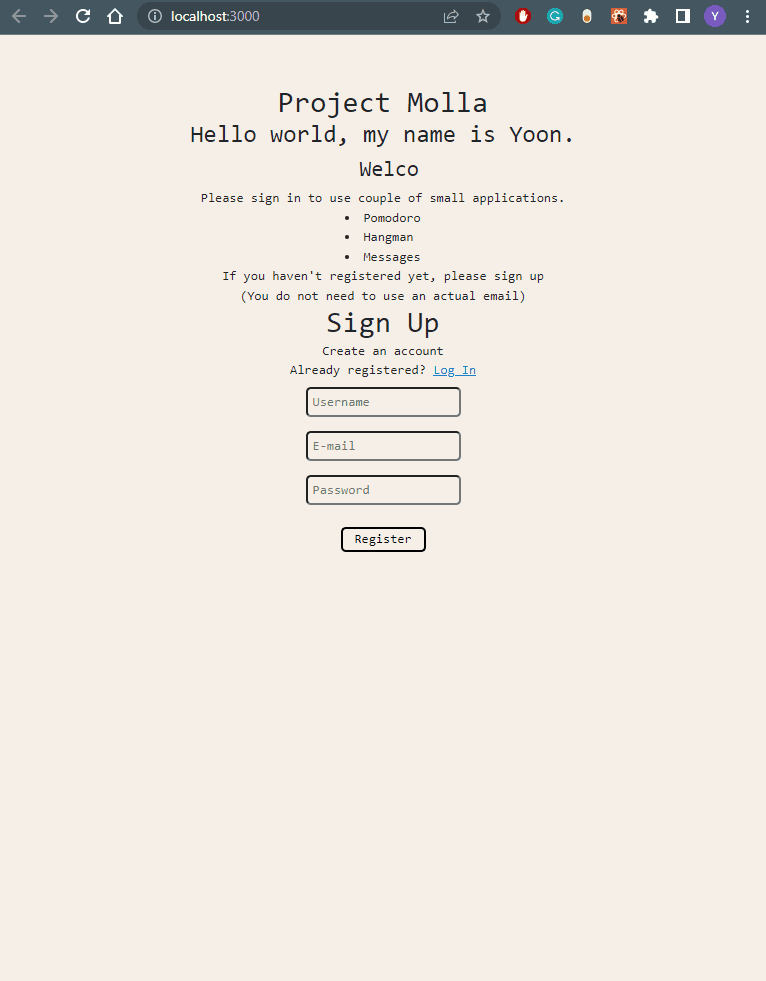 localhost:3000
Y
Project Molla
Hello world, my name is Yoon.
Welco
Please sign in to use couple of small applications.
• Pomodoro
• Hangman
• Messages
If you haven't registered yet, please sign up
(You do not need to use an actual email)
Sign Up
Create an account
Already registered? Log In
Username
E-mail
Password
Register